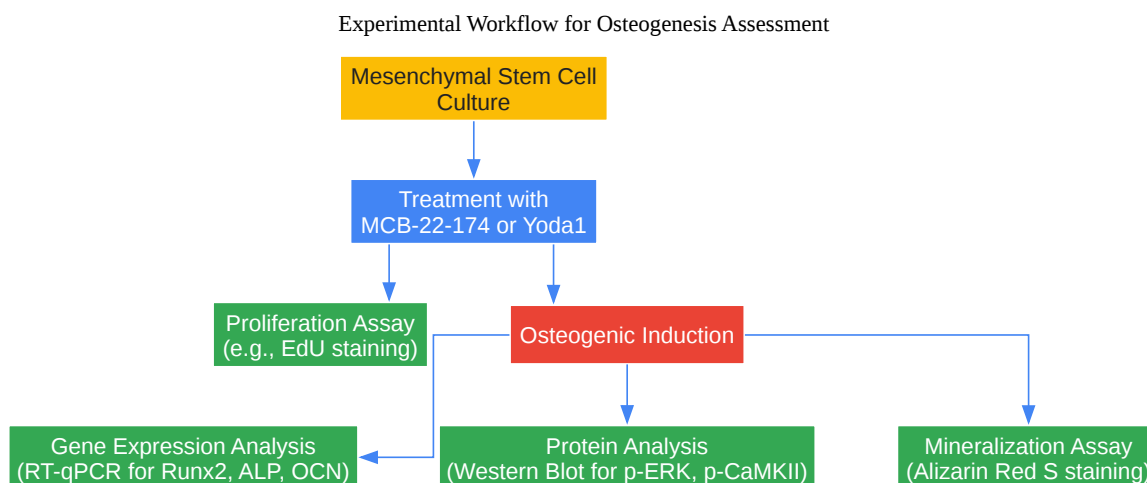 Experimental Workflow for Osteogenesis Assessment
Mesenchymal Stem Cell
Culture
Treatment with
MCB-22-174 or Yoda1
Proliferation Assay
(e.g., EdU staining)
Osteogenic Induction
Gene Expression Analysis
(RT-qPCR for Runx2, ALP, OCN)
Protein Analysis
(Western Blot for p-ERK, p-CaMKII)
Mineralization Assay
(Alizarin Red S staining)